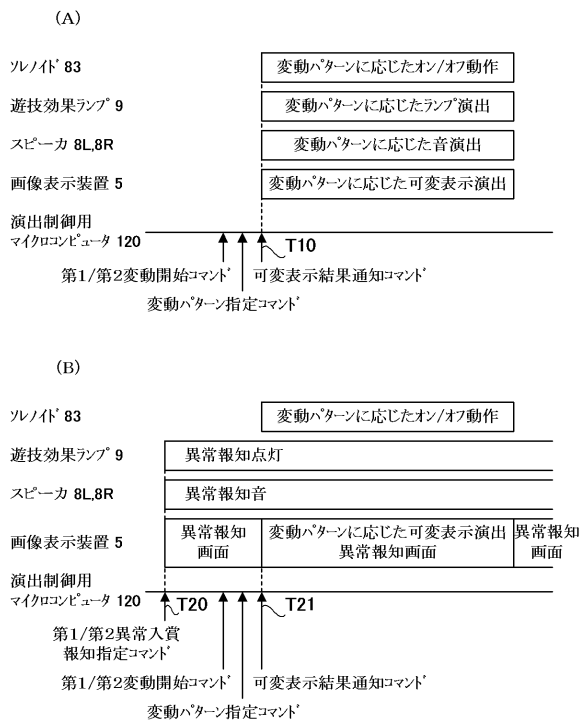 (A)
ソレノイド 83
変動パターンに応じたオン/オフ動作
遊技効果ランプ 9
変動パターンに応じたランプ演出
スピーカ 8L,8R
変動パターンに応じた音演出
画像表示装置 5
変動パターンに応じた可変表示演出
演出制御用
マイクロコンピュータ 120
T10
第1/第2変動開始コマンド
可変表示結果通知コマンド
変動パターン指定コマンド
(B)
ソレノイド 83
変動パターンに応じたオン/オフ動作
遊技効果ランプ 9
異常報知点灯
スピーカ 8L,8R
異常報知音
画像表示装置 5
異常報知
画面
変動パターンに応じた可変表示演出
異常報知画面
異常報知
画面
演出制御用
マイクロコンピュータ 120
T20
T21
第1/第2異常入賞
報知指定コマンド
第1/第2変動開始コマンド
可変表示結果通知コマンド
変動パターン指定コマンド